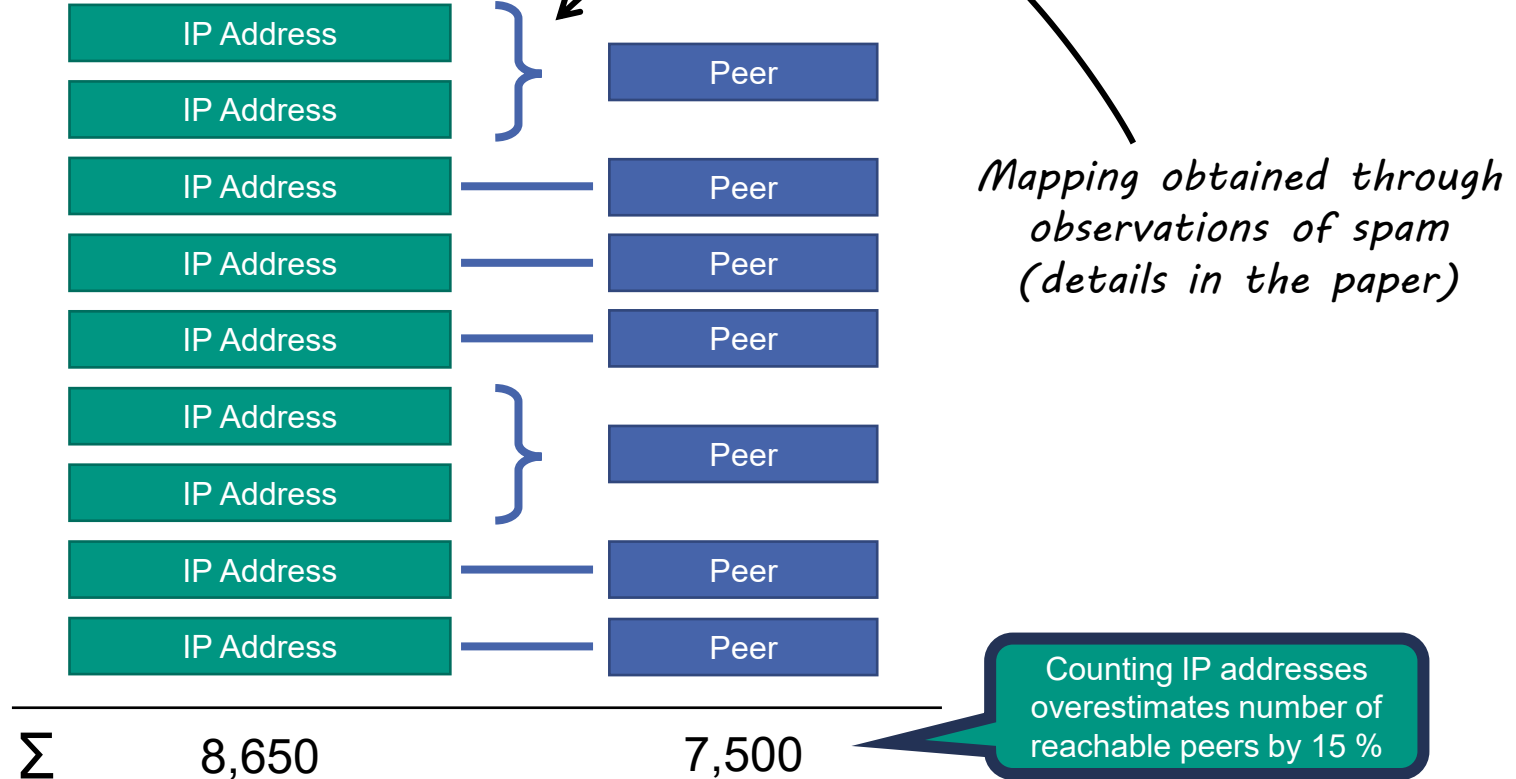 IP Address
Peer
IP Address
IP Address
Peer
Mapping obtained through
observations of spam
(details in the paper)
IP Address
Peer
IP Address
Peer
IP Address
Peer
IP Address
IP Address
Peer
IP Address
Peer
Counting IP addresses
overestimates number of
reachable peers by 15 %
Σ 8,650 7,500